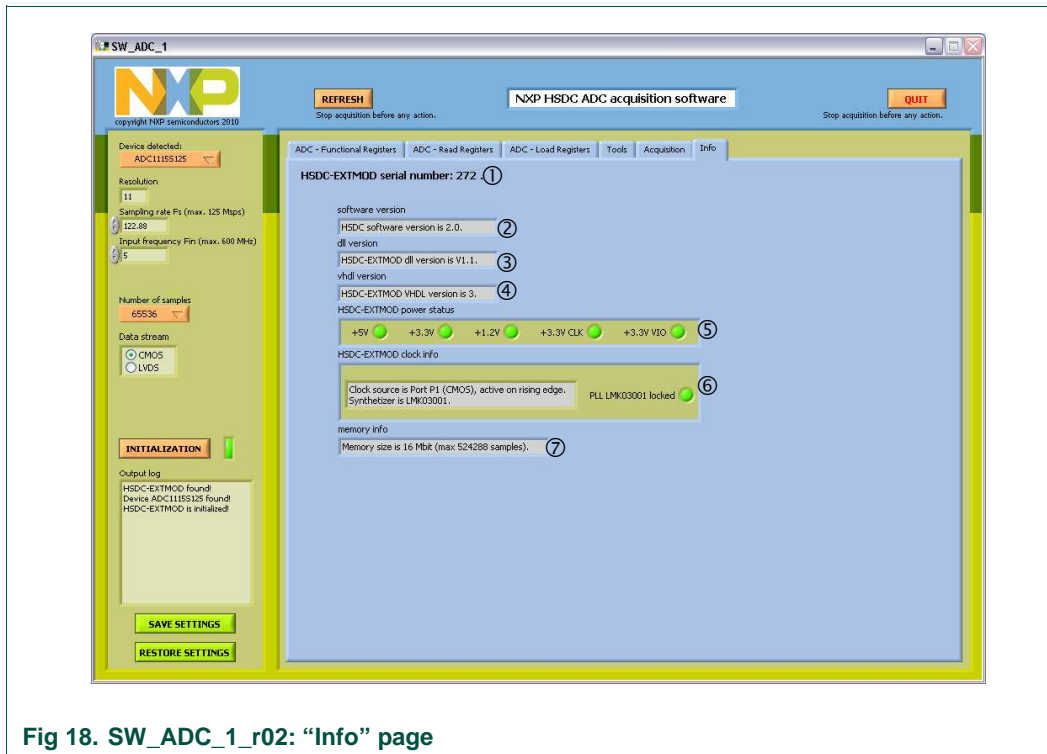 SW_ADC_1
NXP
copyright NXP semiconductors 2010
REFRESH
Stop acquisition before any action.
NXP HSDC ADC acquisition software
QUIT
Stop acquisition before any action.
Device detected:
ADC1115S125
Resolution
11
Sampling rate Fs (max. 125 Msps)
122.88
Input frequency Fin (max. 600 MHz)
5
Number of samples
65536
Data stream
CMOS
LVDS
INITIALIZATION
Output log
HSDC-EXTMOD found!
Device ADC1115S125 found!
HSDC-EXTMOD is initialized!
SAVE SETTINGS
RESTORE SETTINGS
ADC - Functional Registers ADC - Read Registers ADC - Load Registers Tools Acquisition Info
HSDC-EXTMOD serial number: 272 . ①
software version
HSDC software version is 2.0. ②
dll version
HSDC-EXTMOD dll version is V1.1. ③
vhdl version
HSDC-EXTMOD VHDL version is 3. ④
HSDC-EXTMOD power status
+5V +3.3V +1.2V +3.3V CLK +3.3V VIO ⑤
HSDC-EXTMOD clock info
Clock source is Port P1 (CMOS), active on rising edge.
Synthetizer is LMK03001.
PLL LMK03001 locked ⑥
memory info
Memory size is 16 Mbit (max 524288 samples). ⑦
Fig 18. SW_ADC_1_r02: “Info” page